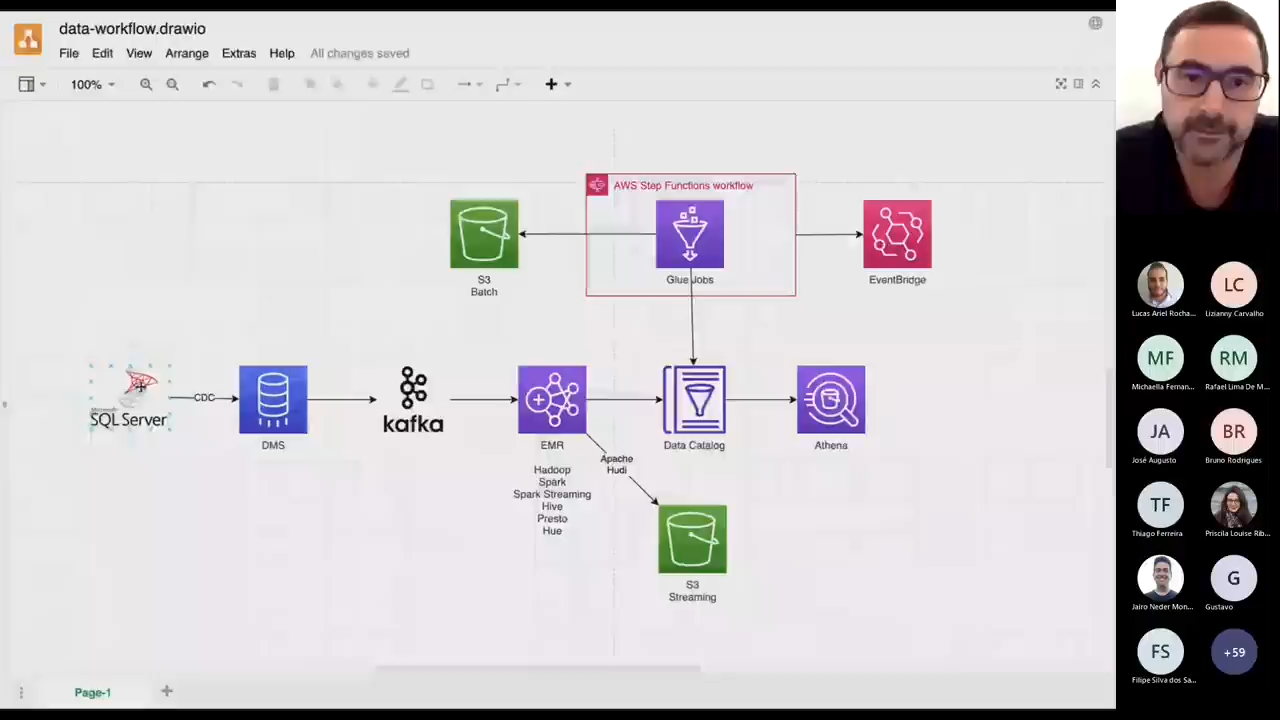 data-workflow.drawio
File Edit View Arrange Extras Help All changes saved
100%
AWS Step Functions workflow
S3
Batch
Glue Jobs
EventBridge
Microsoft
SQL Server
CDC
DMS
kafka
EMR
Hadoop
Spark
Spark Streaming
Hive
Presto
Hue
Apache
Hudi
Data Catalog
Athena
S3
Streaming
Page-1
Lucas Ariel Rocha...
LC
Lizianny Carvalho
MF
Michaella Fernan...
RM
Rafael Lima De M...
JA
José Augusto
BR
Bruno Rodrigues
TF
Thiago Ferreira
Priscila Louise Rib...
Jairo Neder Mon...
G
Gustavo
FS
Filipe Silva dos Sa...
+59